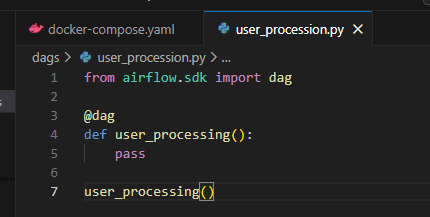 docker-compose.yaml
user_procession.py
dags > user_procession.py > ...
1 from airflow.sdk import dag
2
3 @dag
4 def user_processing():
5     pass
6
7 user_processing()